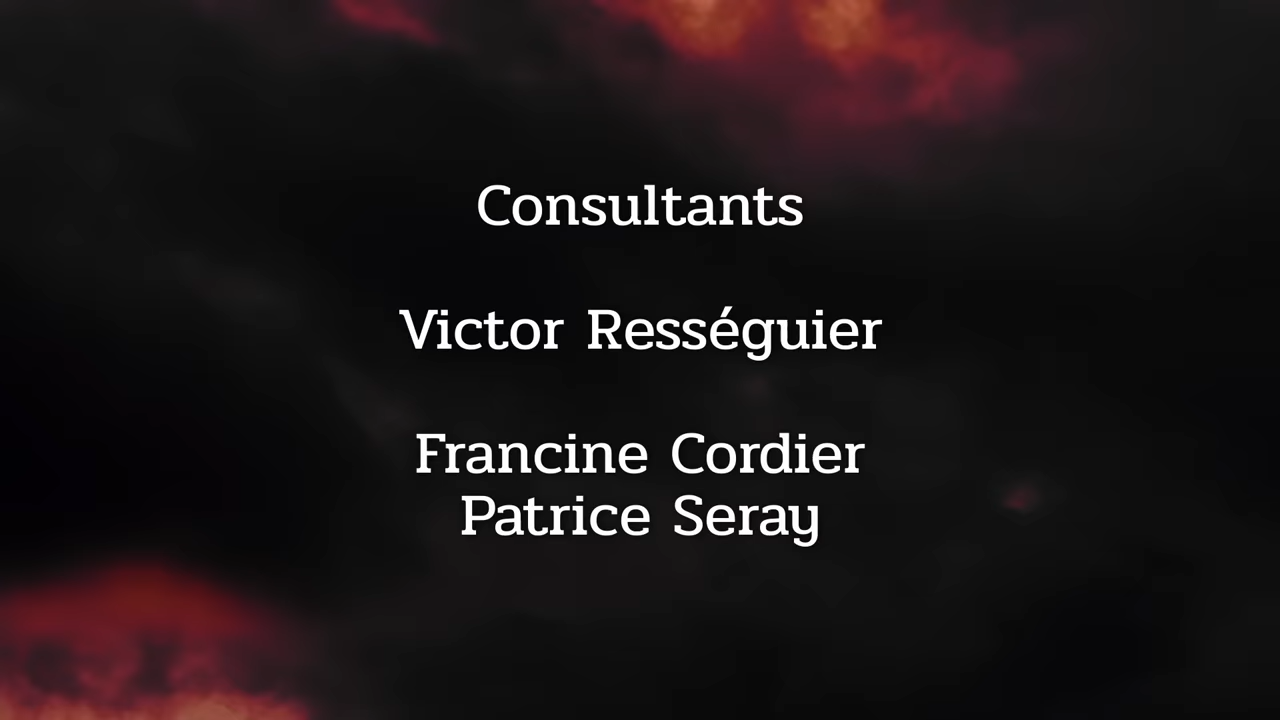 Consultants
Victor Rességuier
Francine Cordier
Patrice Seray